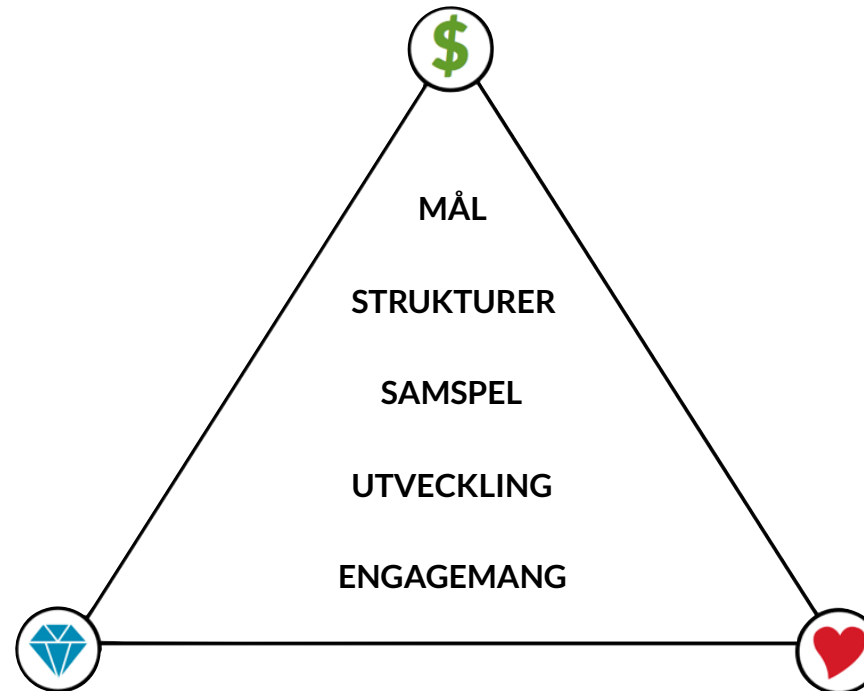 $
MÅL
STRUKTURER
SAMSPEL
UTVECKLING
ENGAGEMANG